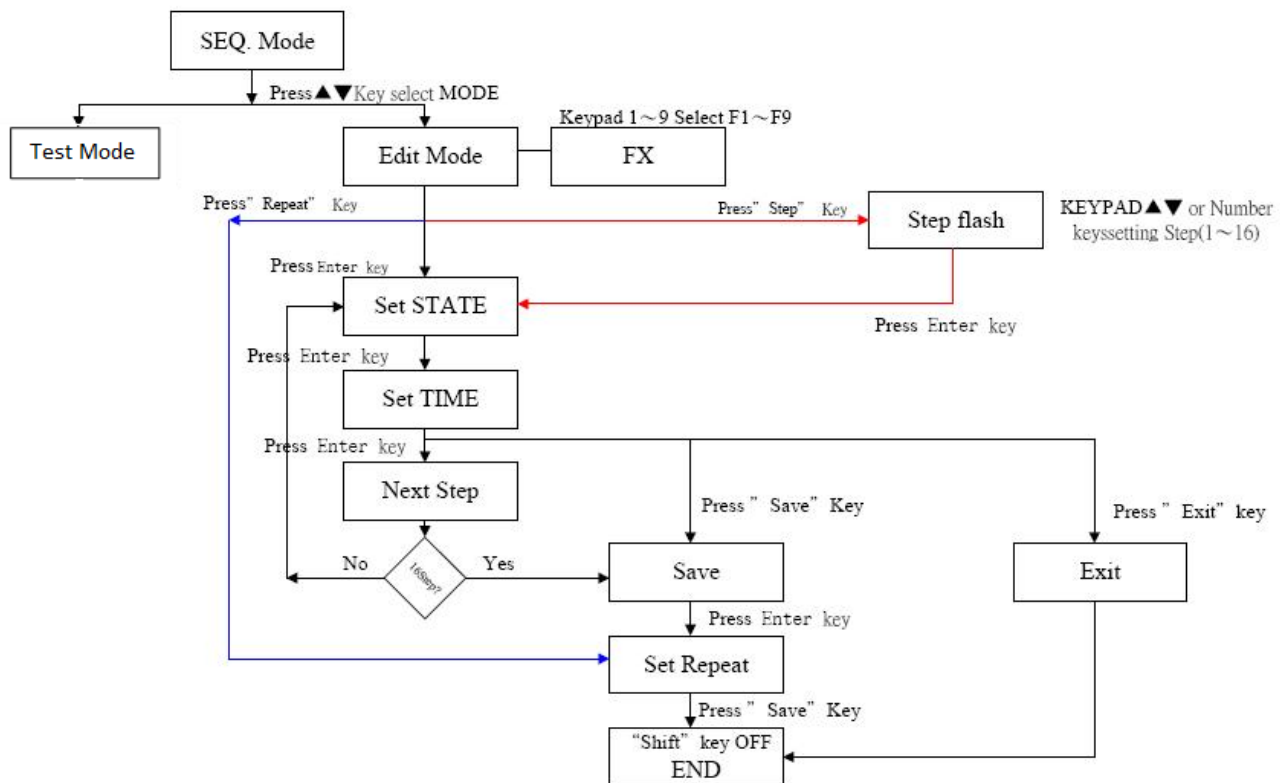 SEQ. Mode
Press▲▼Key select MODE
Keypad 1～9 Select F1～F9
Test Mode
Edit Mode
FX
Press" Repeat" Key
Press" Step" Key
Step flash
KEYPAD▲▼ or Number
keyssetting Step(1～16)
Press Enter key
Set STATE
Press Enter key
Press Enter key
Set TIME
Press Enter key
Next Step
Press ” Save” Key
Press ” Exit” key
No
16Step?
Yes
Save
Exit
Press Enter key
Set Repeat
Press ” Save” Key
“Shift” key OFF
END